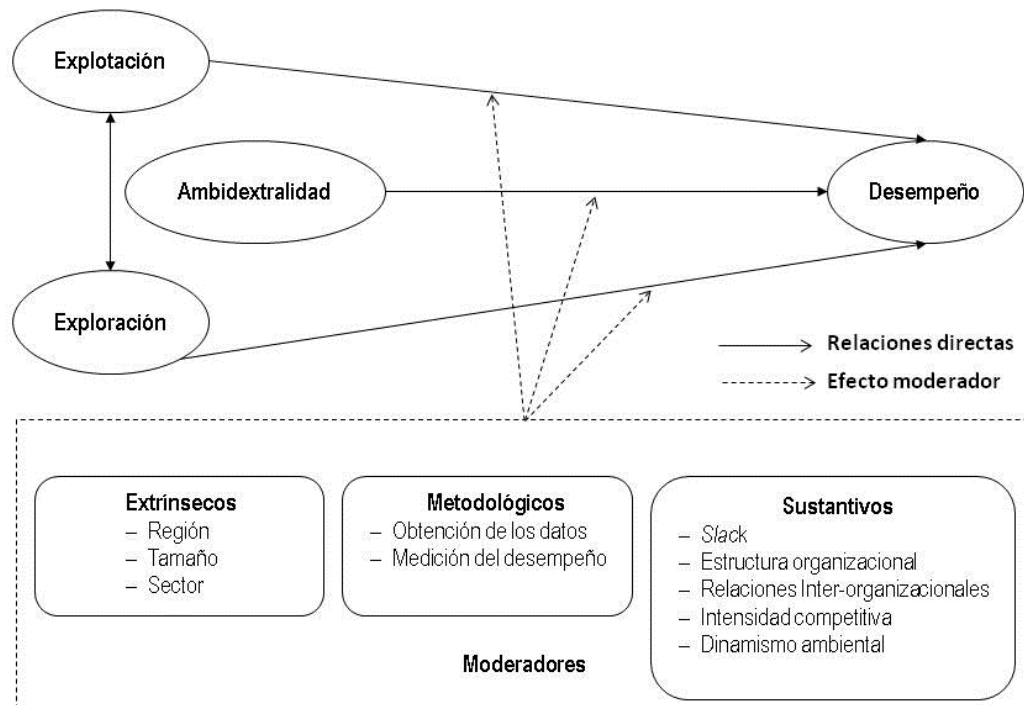 Explotación
Ambidextralidad
Desempeño
Exploración
Relaciones directas
Efecto moderador
Extrínsecos
– Región
– Tamaño
– Sector
Metodológicos
– Obtención de los datos
– Medición del desempeño
Sustantivos
– Slack
– Estructura organizacional
– Relaciones Inter-organizacionales
– Intensidad competitiva
– Dinamismo ambiental
Moderadores